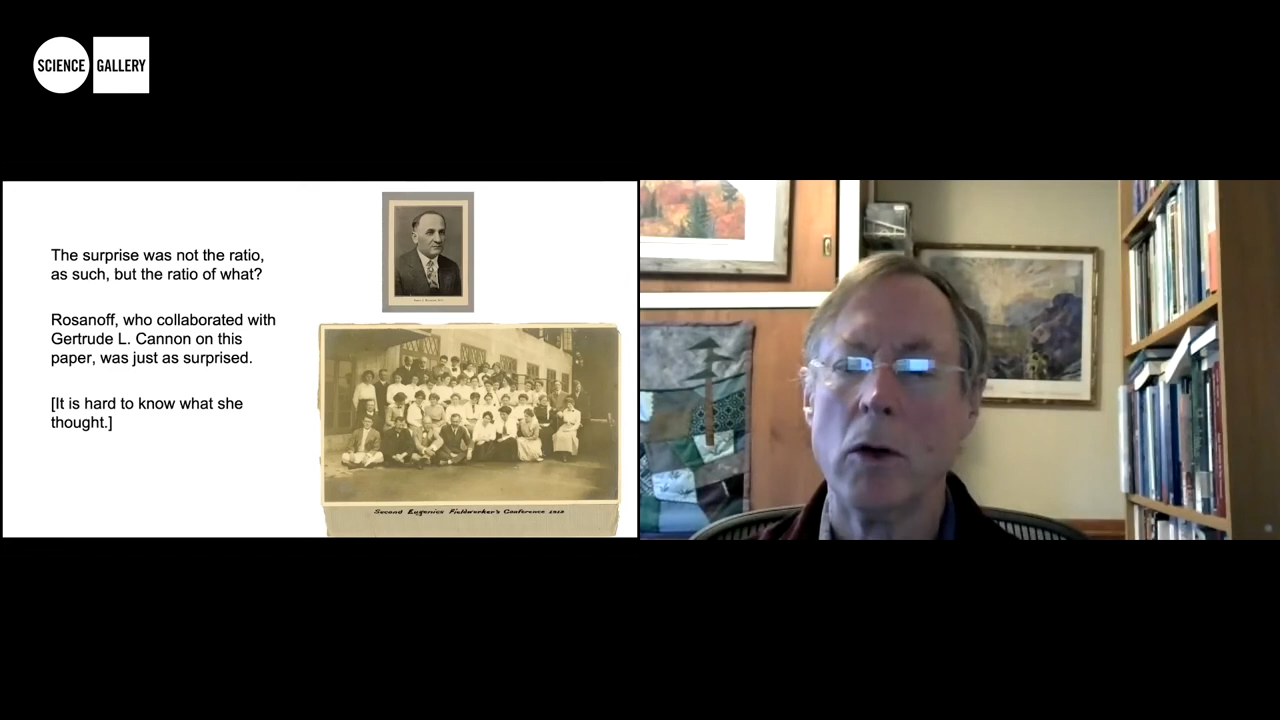 SCIENCE
GALLERY
The surprise was not the ratio,
as such, but the ratio of what?
Rosanoff, who collaborated with
Gertrude L. Cannon on this
paper, was just as surprised.
[It is hard to know what she
thought.]
Second Eugenics Fieldworker's Conference 1913